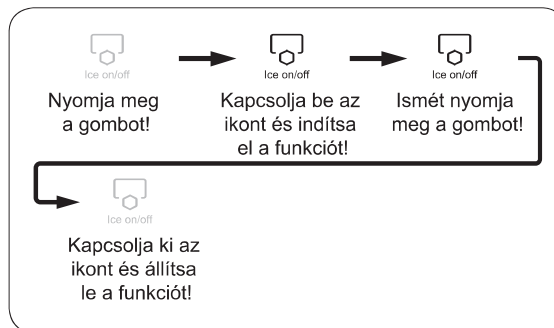 Ice on/off
Nyomja meg
a gombot!
Ice on/off
Kapcsolja be az
ikont és indítsa
el a funkciót!
Ice on/off
Ismét nyomja
meg a gombot!
Ice on/off
Kapcsolja ki az
ikont és állítsa
le a funkciót!